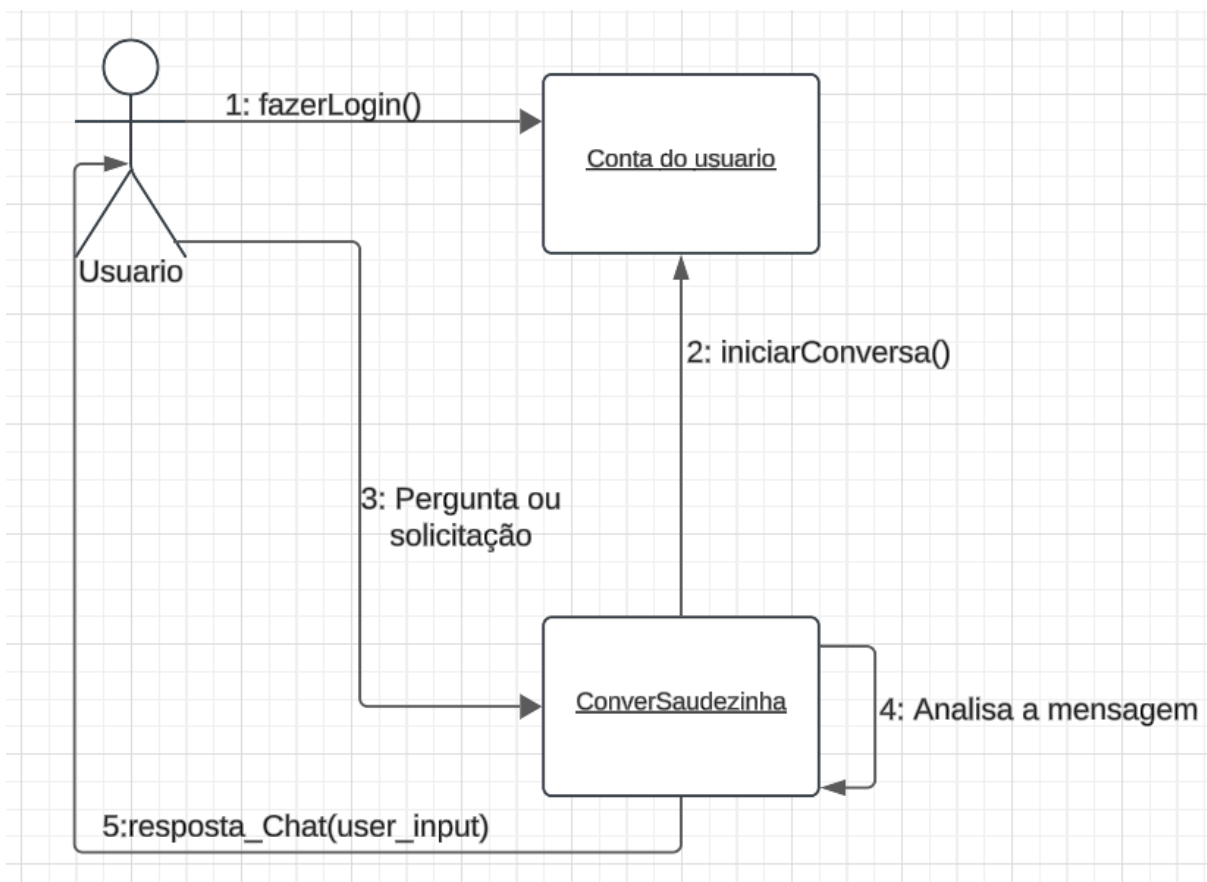 1: fazerLogin()
Conta do usuario
Usuario
2: iniciarConversa()
3: Pergunta ou
solicitação
ConverSaudezinha
4: Analisa a mensagem
5:resposta_Chat(user_input)